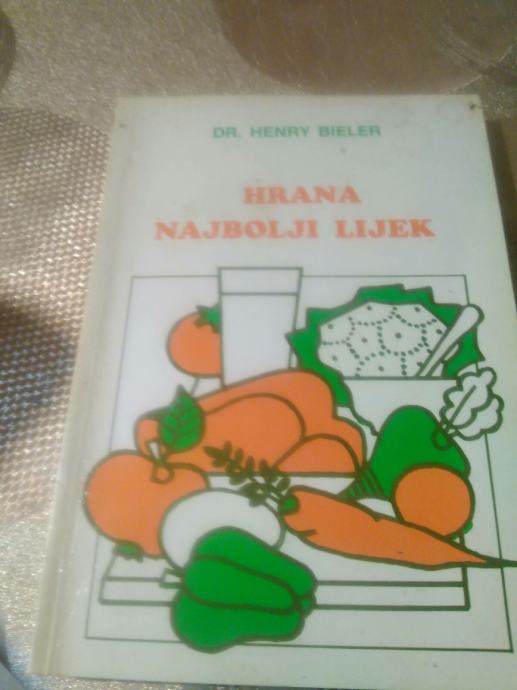 DR. HENRY BIELER
HRANA
NAJBOLJI LIJEK